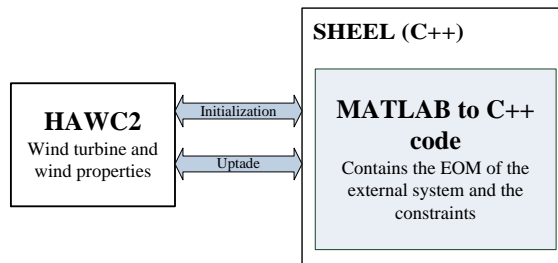 SHEEL (C++)
HAWC2
Wind turbine and
wind properties
Initialization
Uptade
MATLAB to C++
code
Contains the EOM of the
external system and the
constraints